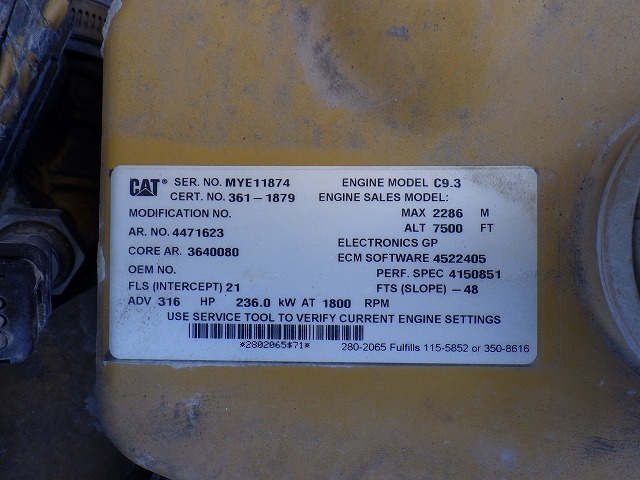 CAT® SER. NO. MYE11874 ENGINE MODEL C9.3
CERT. NO. 361-1879 ENGINE SALES MODEL:
MODIFICATION NO. MAX 2286 M
AR. NO. 4471623 ALT 7500 FT
ELECTRONICS GP
CORE AR. 3640080 ECM SOFTWARE 4522405
OEM NO. PERF. SPEC 4150851
FLS (INTERCEPT) 21 FTS (SLOPE) -48
ADV 316 HP 236.0 kW AT 1800 RPM
USE SERVICE TOOL TO VERIFY CURRENT ENGINE SETTINGS
*2802065$71* 280-2065 Fulfills 115-5852 or 350-8616